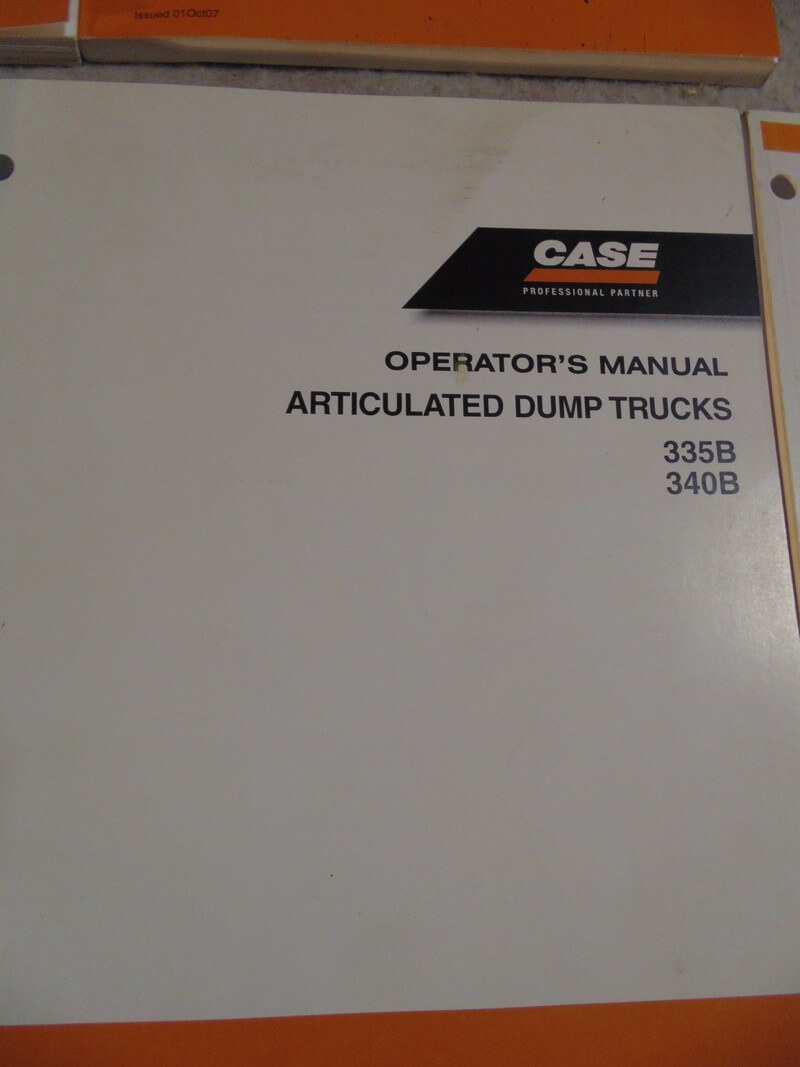 Issued 01Oct07
CASE
PROFESSIONAL PARTNER
OPERATOR'S MANUAL
ARTICULATED DUMP TRUCKS
335B
340B